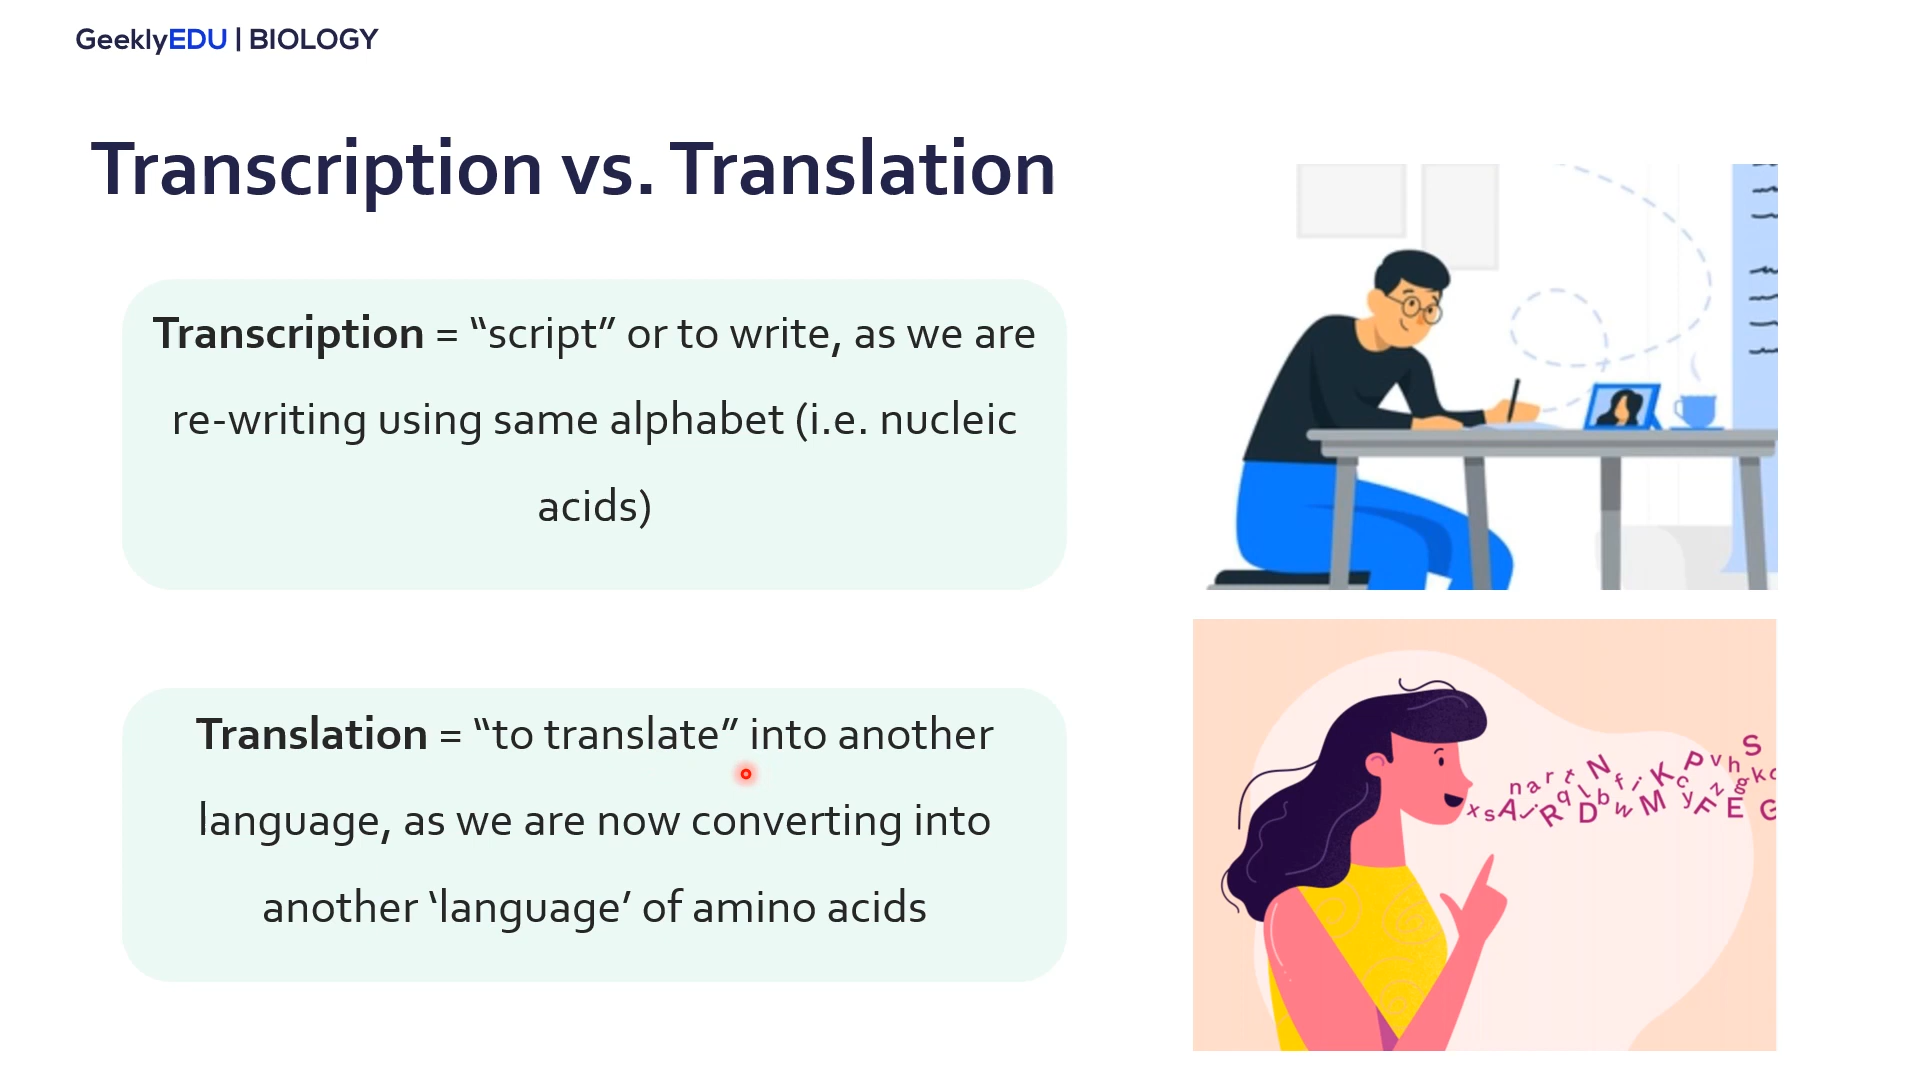 GeeklyEDU | BIOLOGY
Transcription vs. Translation
Transcription = “script” or to write, as we are
re-writing using same alphabet (i.e. nucleic
acids)
Translation = “to translate” into another
language, as we are now converting into
another ‘language’ of amino acids